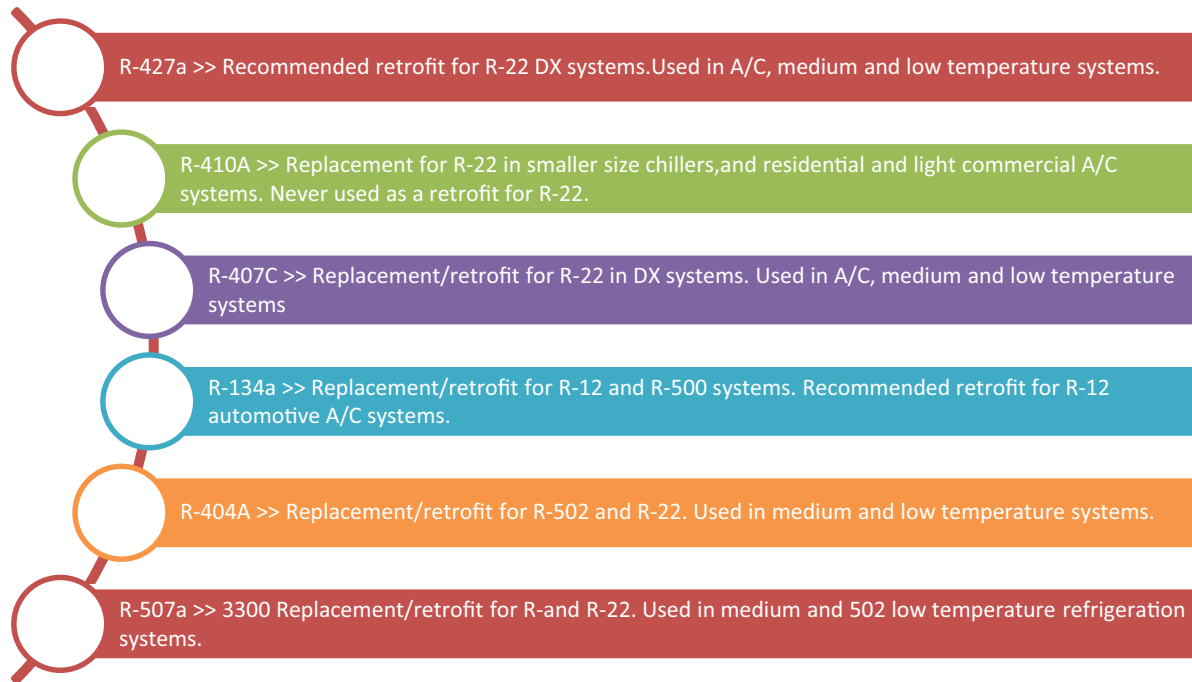 R-427a >> Recommended retrofit for R-22 DX systems.Used in A/C, medium and low temperature systems.
R-410A >> Replacement for R-22 in smaller size chillers,and residential and light commercial A/C
systems. Never used as a retrofit for R-22.
R-407C >> Replacement/retrofit for R-22 in DX systems. Used in A/C, medium and low temperature
systems
R-134a >> Replacement/retrofit for R-12 and R-500 systems. Recommended retrofit for R-12
automotive A/C systems.
R-404A >> Replacement/retrofit for R-502 and R-22. Used in medium and low temperature systems.
R-507a >> 3300 Replacement/retrofit for R-and R-22. Used in medium and 502 low temperature refrigeration
systems.